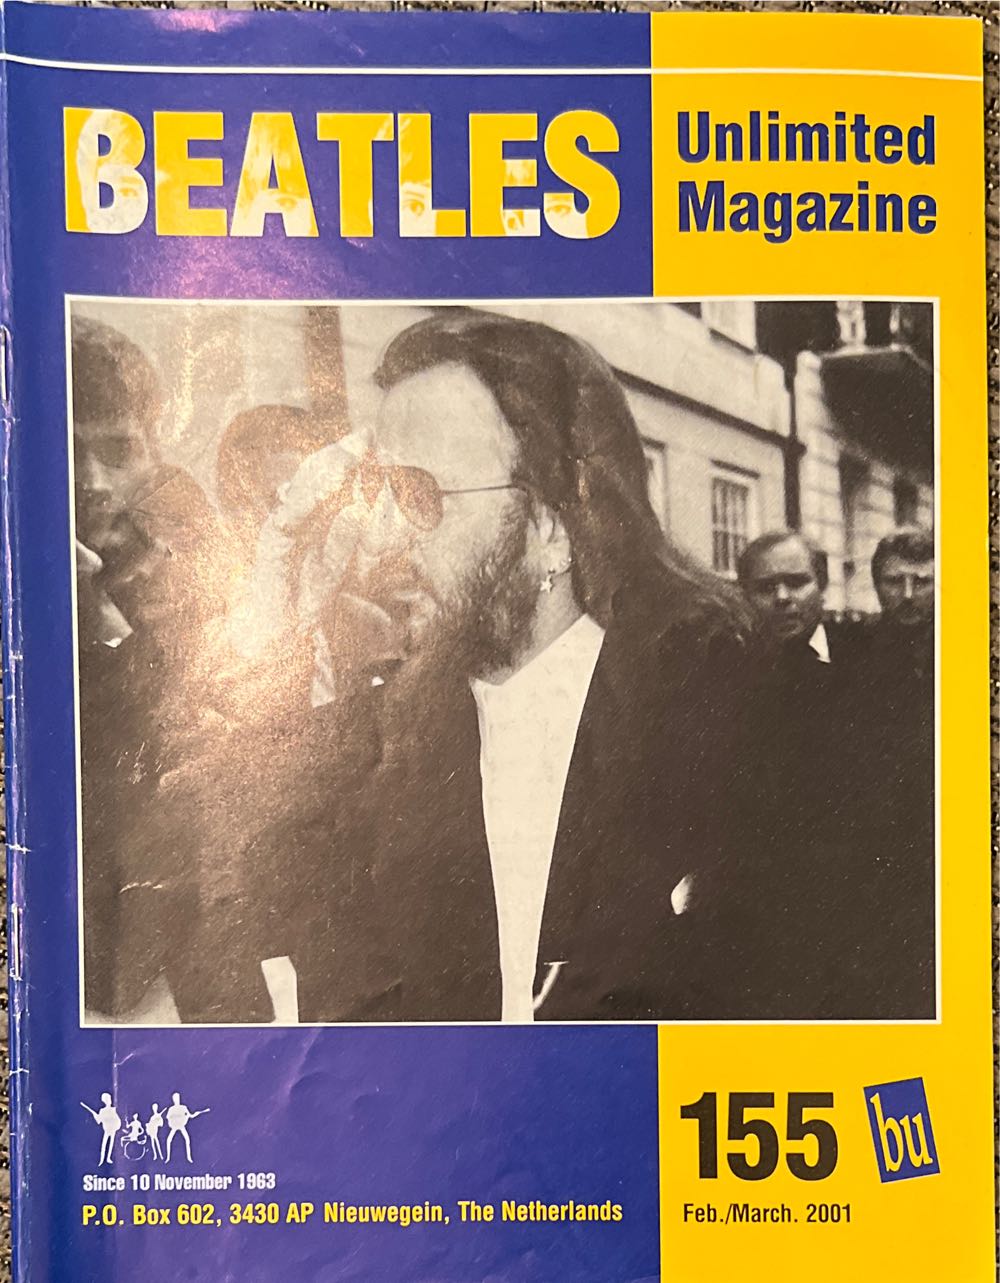 BEATLES
Unlimited
Magazine
Since 10 November 1963
P.O. Box 602, 3430 AP Nieuwegein, The Netherlands
155
bu
Feb./March. 2001